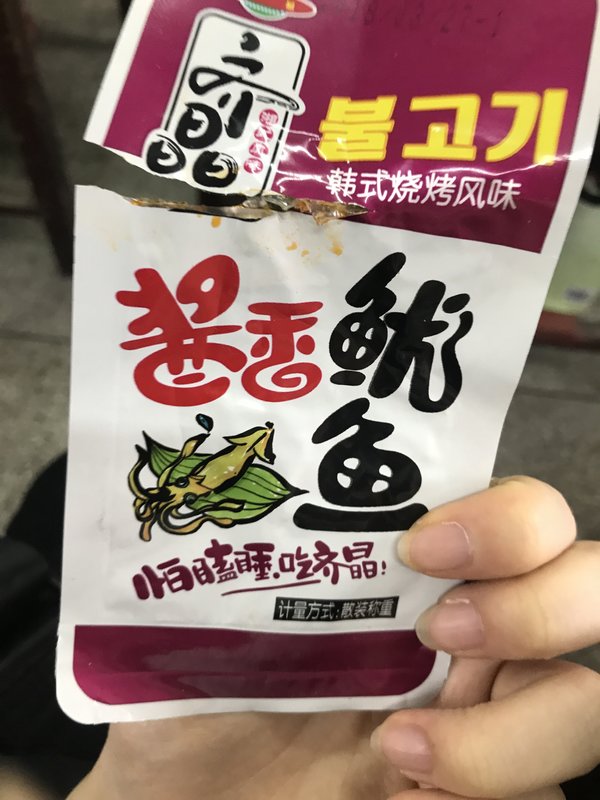 齐晶
불고기
韩式烧烤风味
酱香鱿鱼
怕瞌睡.吃齐晶!
计量方式:散装称重